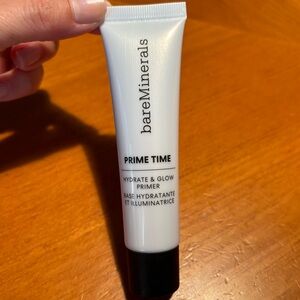 bareMinerals
PRIME TIME
HYDRATE & GLOW
PRIMER
BASE HYDRATANTE
ET ILLUMINATRICE